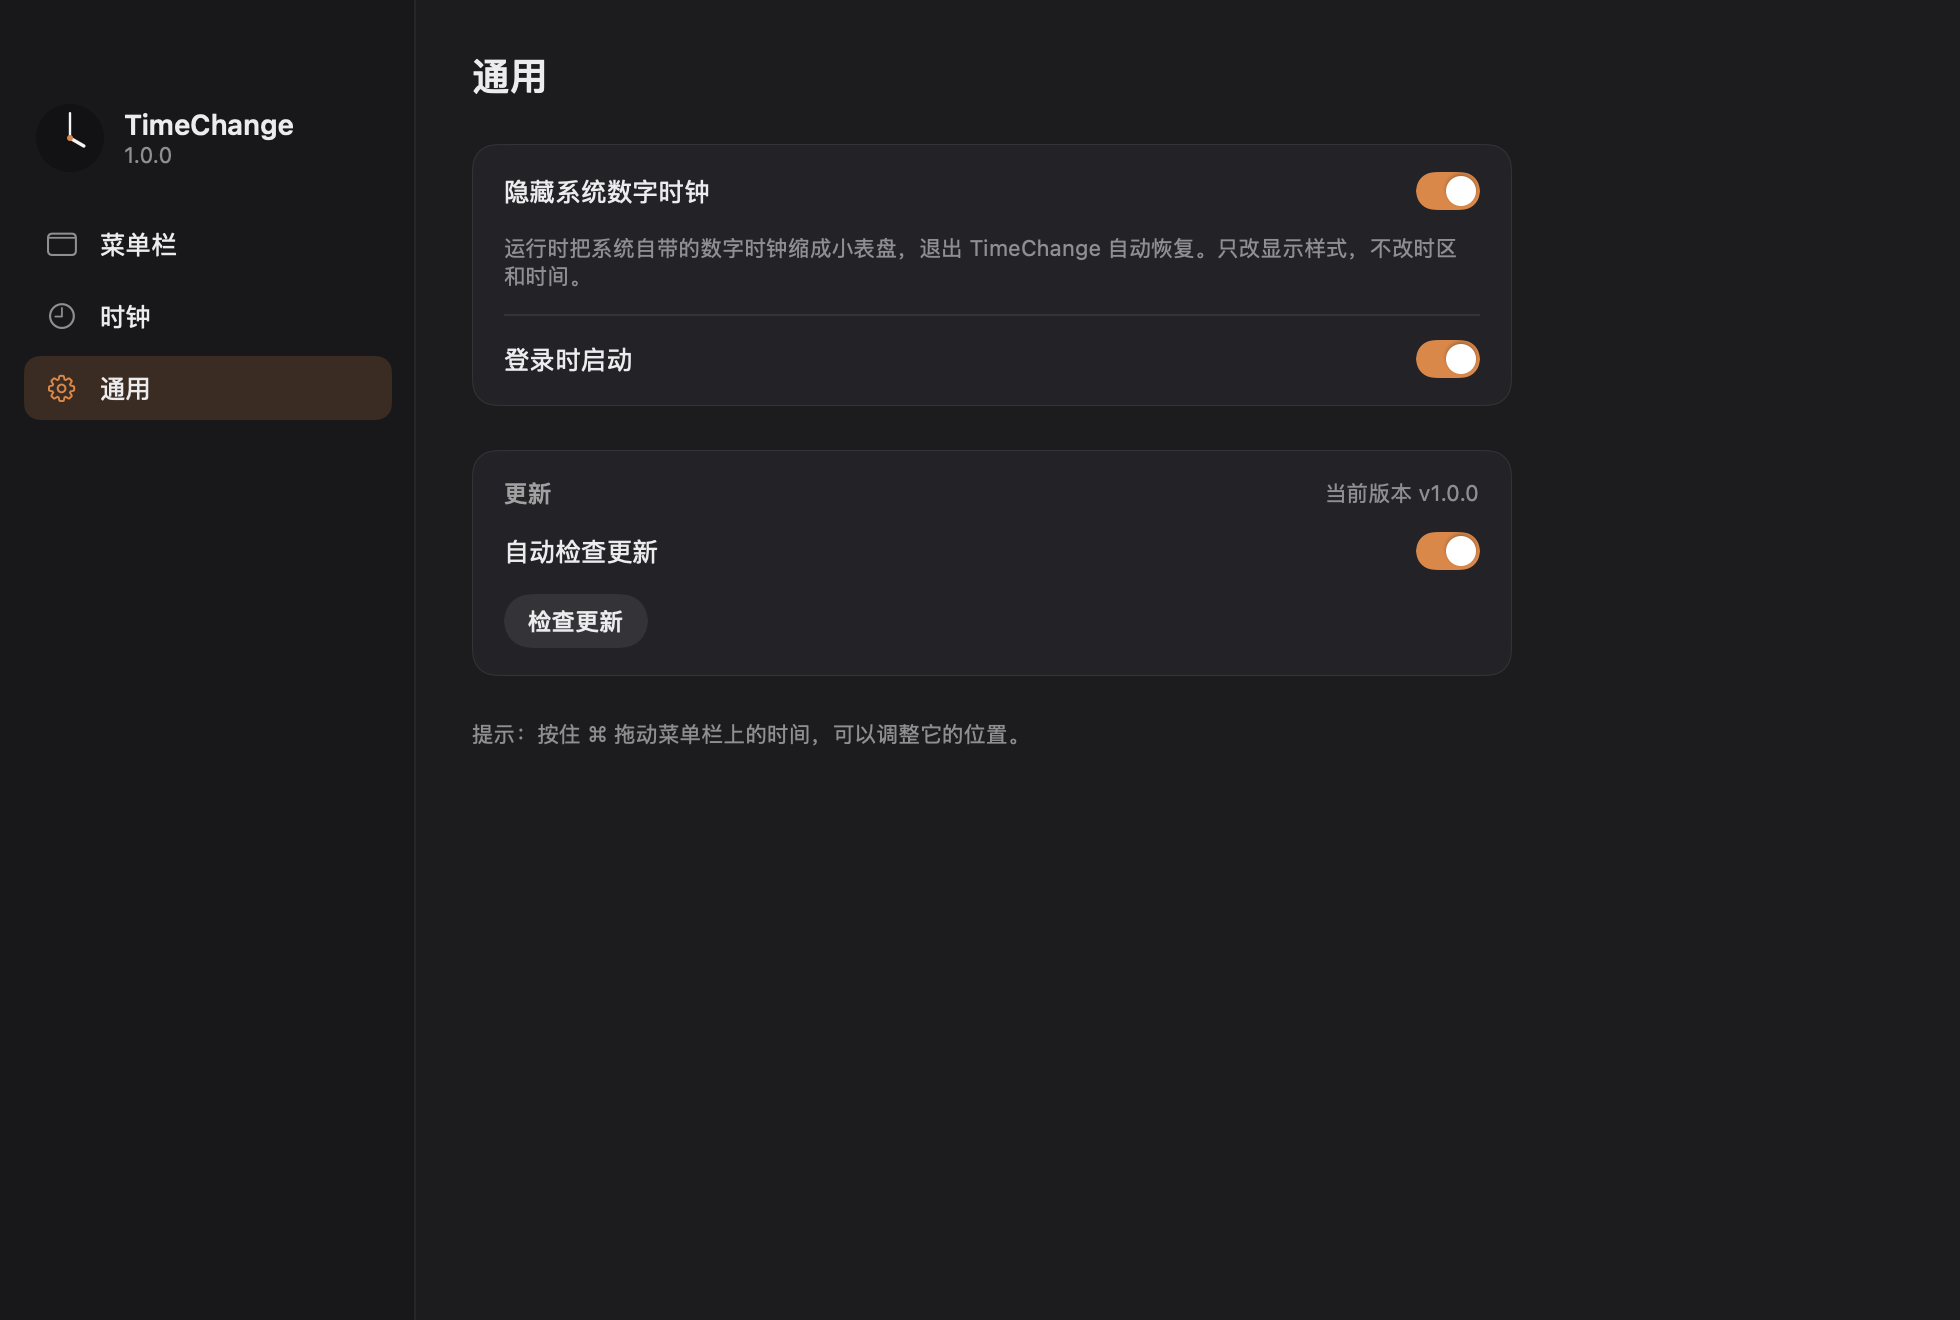 TimeChange
1.0.0
菜单栏
时钟
通用
通用
隐藏系统数字时钟
运行时把系统自带的数字时钟缩成小表盘，退出 TimeChange 自动恢复。只改显示样式，不改时区
和时间。
登录时启动
更新
当前版本 v1.0.0
自动检查更新
检查更新
提示：按住 ⌘ 拖动菜单栏上的时间，可以调整它的位置。